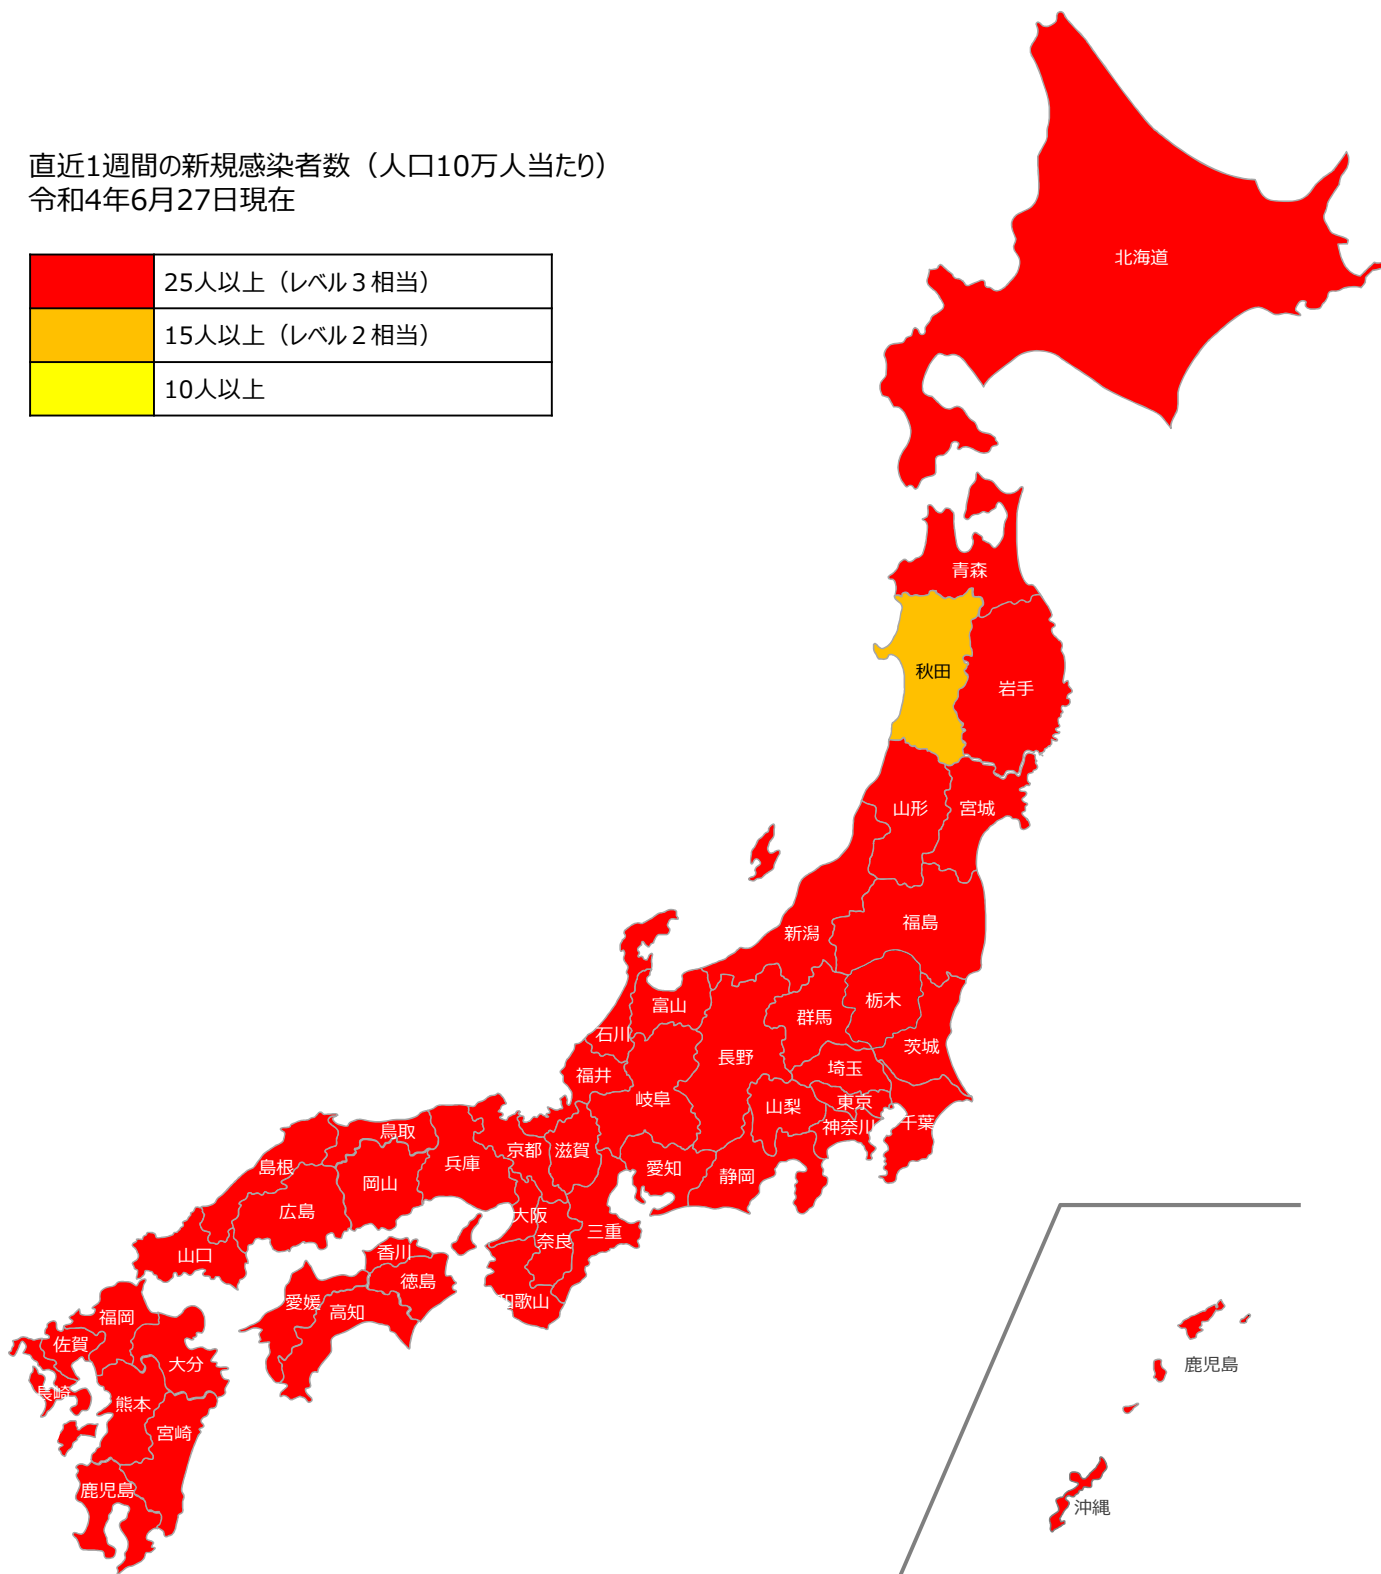 直近1週間の新規感染者数（人口10万人当たり）
令和4年6月27日現在
25人以上（レベル３相当）
15人以上（レベル２相当）
10人以上
北海道
青森
秋田
岩手
山形
宮城
新潟
福島
富山
群馬
栃木
石川
長野
茨城
福井
埼玉
岐阜
山梨
東京
神奈川
千葉
鳥取
京都
滋賀
兵庫
島根
岡山
愛知
静岡
広島
大阪
奈良
三重
山口
香川
徳島
愛媛
高知
和歌山
福岡
佐賀
大分
長崎
熊本
宮崎
鹿児島
鹿児島
沖縄